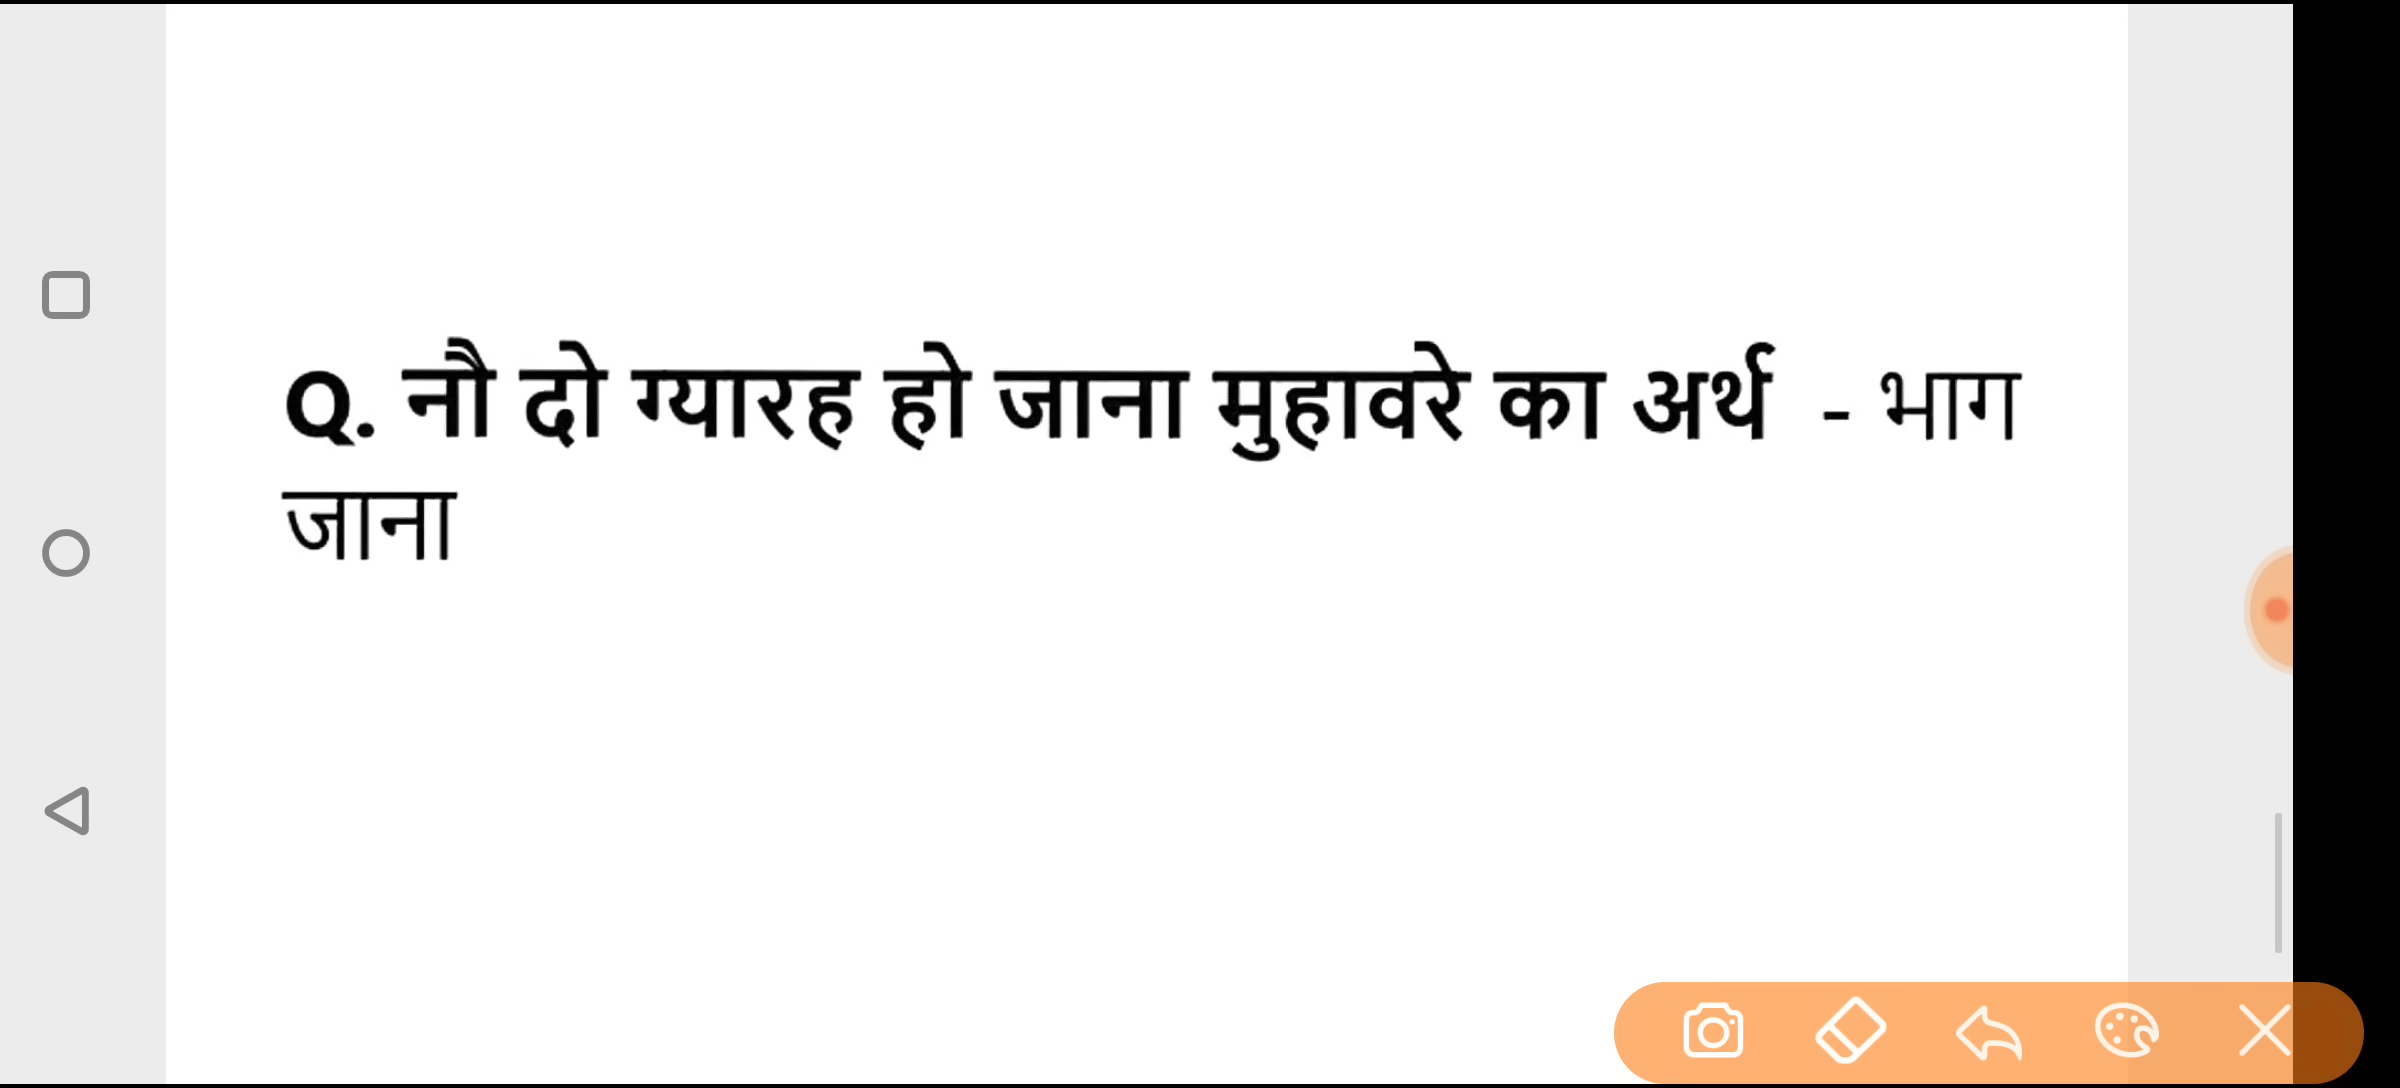 Q. नौ दो ग्यारह हो जाना मुहावरे का अर्थ - भाग
जाना